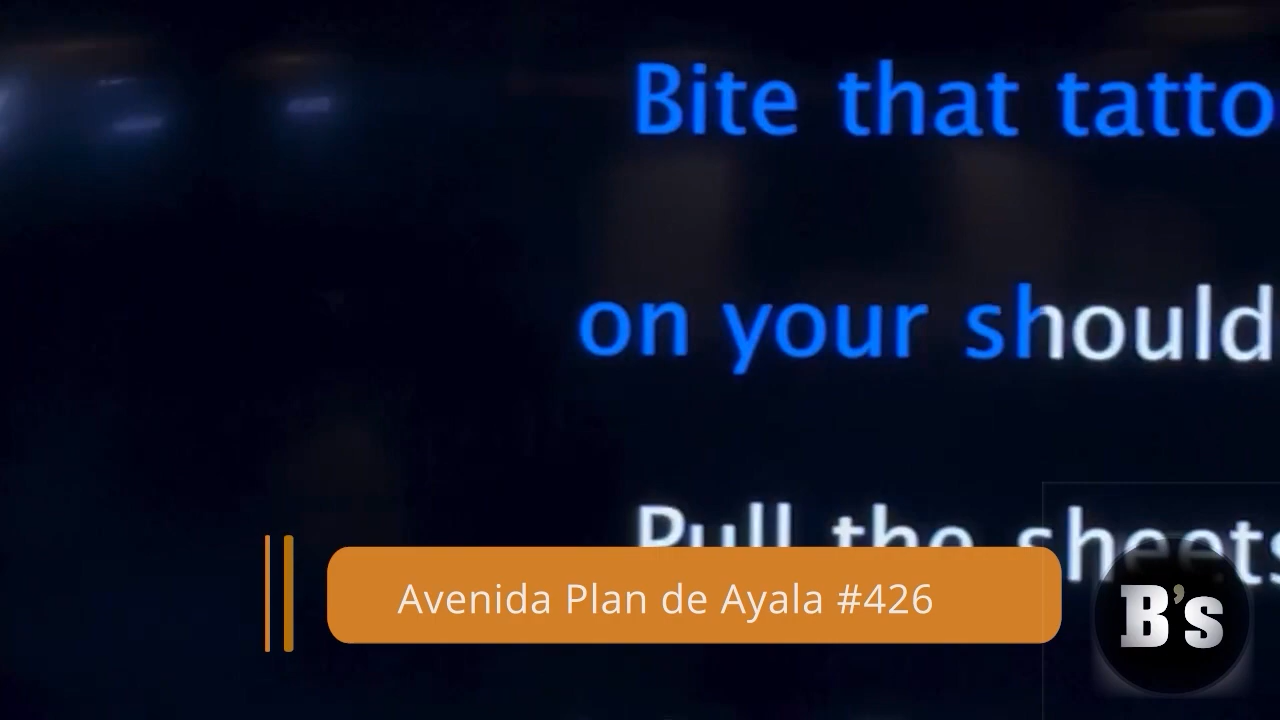 Bite that tatto
on your should
Pull the sheets
Avenida Plan de Ayala #426
B's